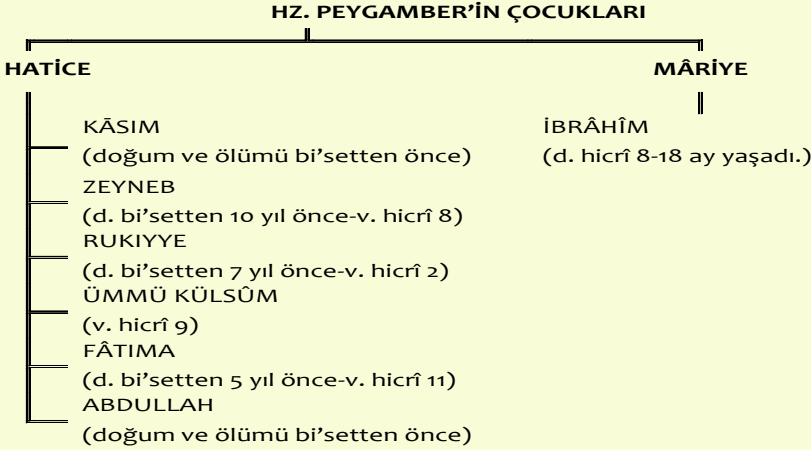 HZ. PEYGAMBER’İN ÇOCUKLARI
HATİCE
KĀSIM
(doğum ve ölümü bi’setten önce)
ZEYNEB
(d. bi’setten 10 yıl önce-v. hicrî 8)
RUKIYYE
(d. bi’setten 7 yıl önce-v. hicrî 2)
ÜMMÜ KÜLSÛM
(v. hicrî 9)
FÂTIMA
(d. bi’setten 5 yıl önce-v. hicrî 11)
ABDULLAH
(doğum ve ölümü bi’setten önce)
MÂRİYE
İBRÂHÎM
(d. hicrî 8-18 ay yaşadı.)